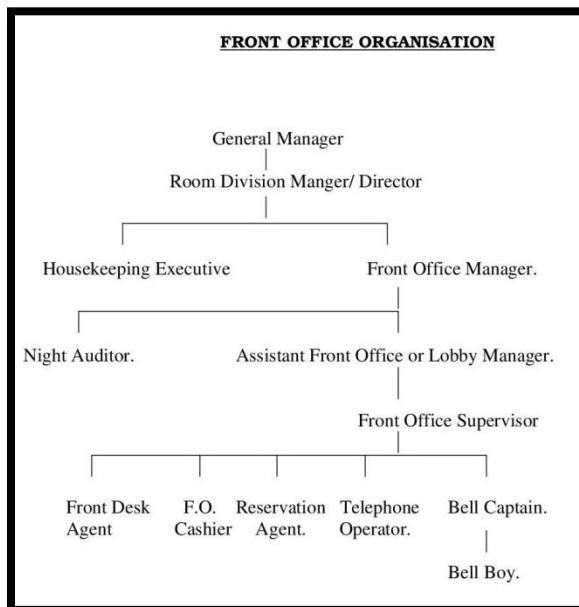 FRONT OFFICE ORGANISATION
General Manager
Room Division Manger/ Director
Housekeeping Executive
Front Office Manager.
Night Auditor.
Assistant Front Office or Lobby Manager.
Front Office Supervisor
Front Desk
Agent
F.O.
Cashier
Reservation
Agent.
Telephone
Operator.
Bell Captain.
Bell Boy.